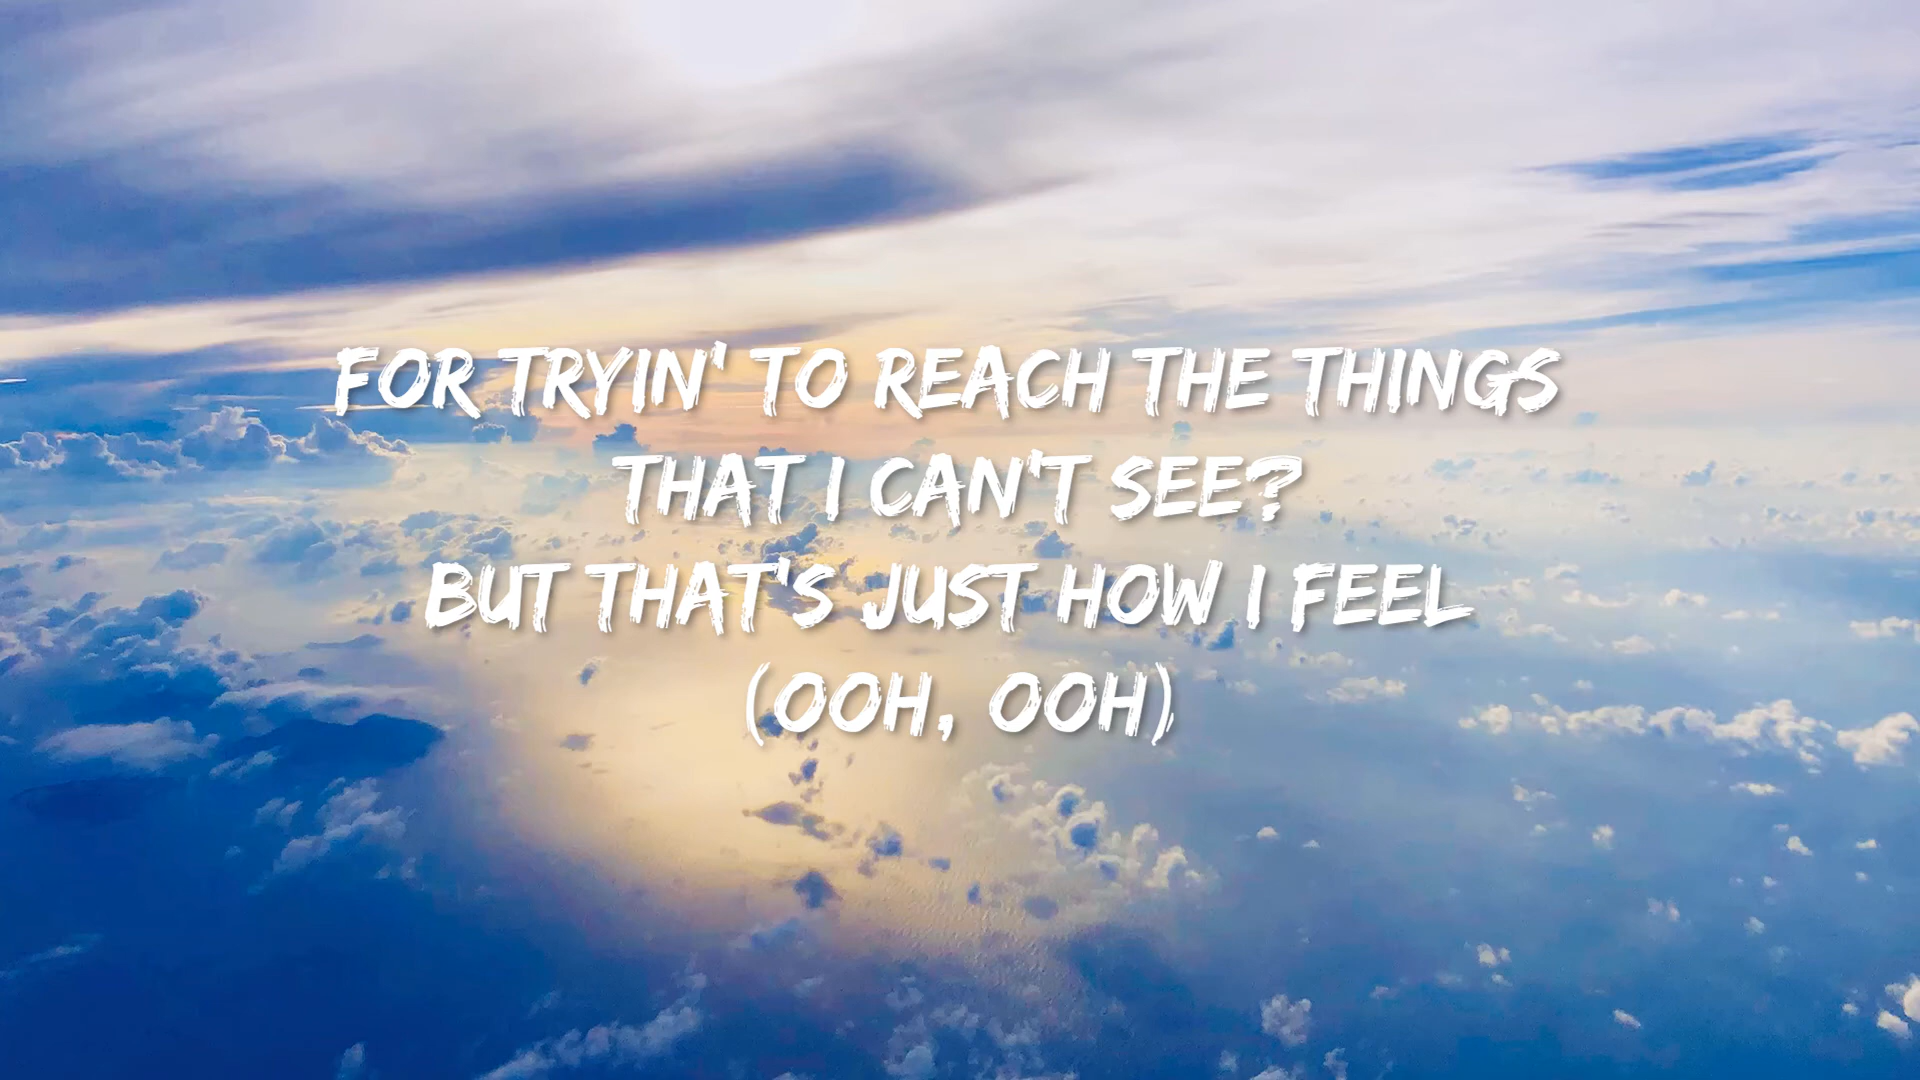 FOR TRYIN' TO REACH THE THINGS
THAT I CAN'T SEE?
BUT THAT'S JUST HOW I FEEL
(OOH, OOH)